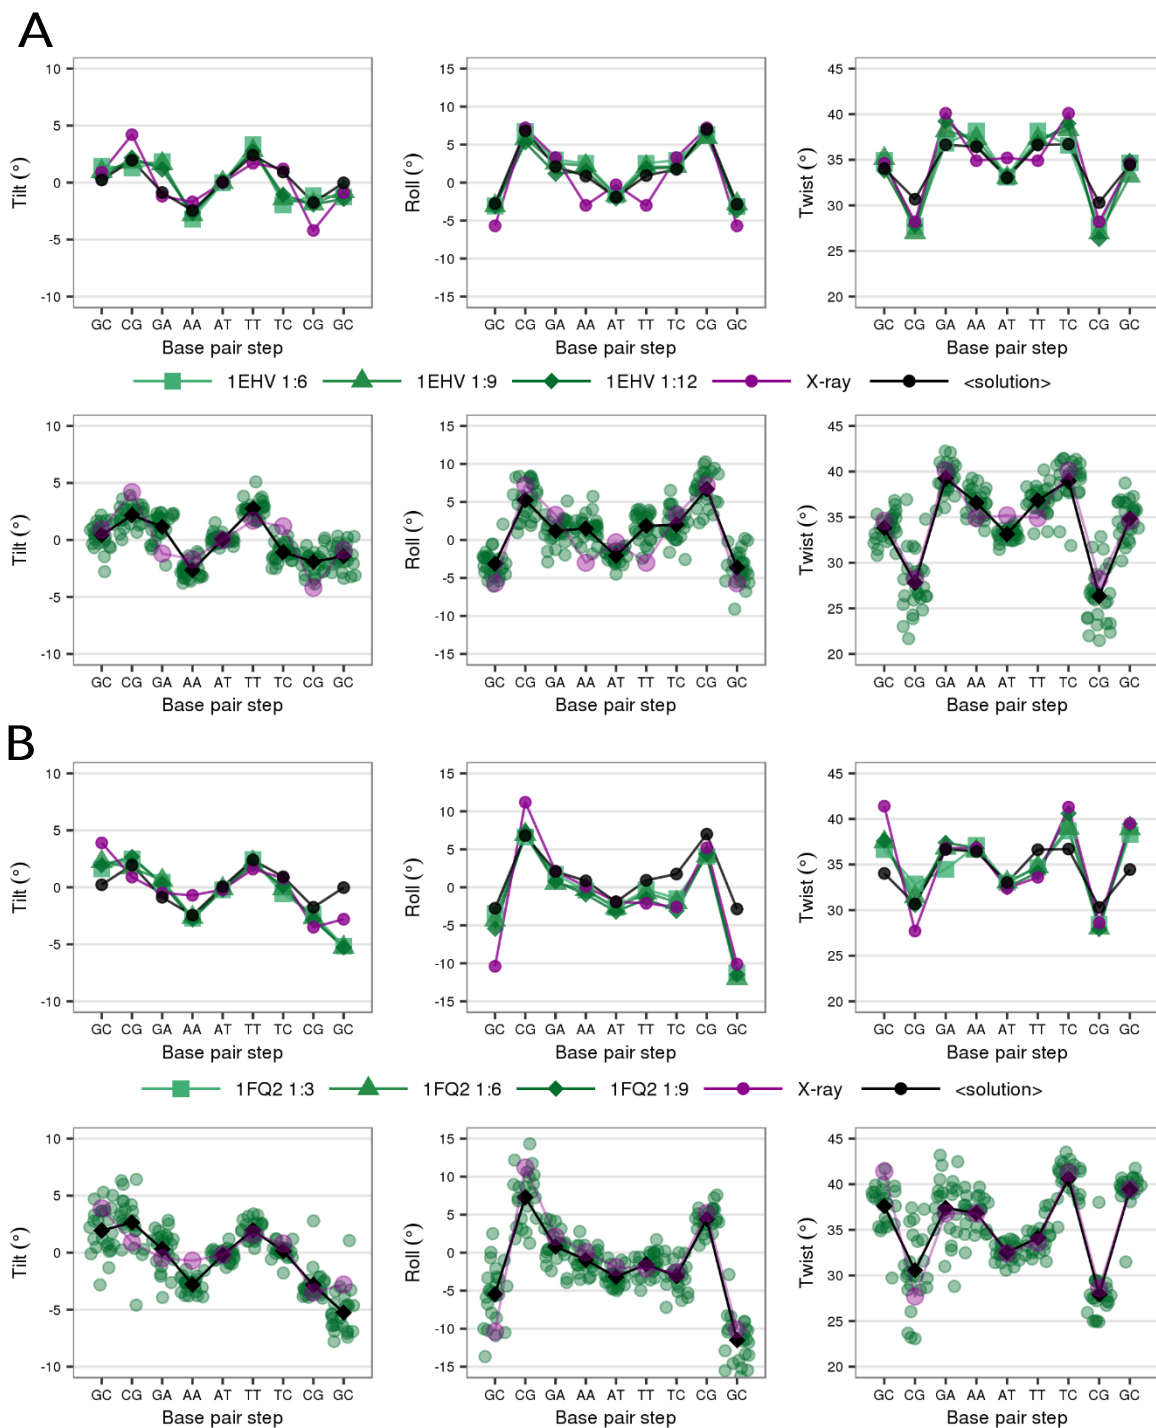 A
Tilt (°)
10
5
0
-5
-10
GC CG GA AA AT TT TC CG GC
Base pair step
Roll (°)
15
10
5
0
-5
-10
-15
GC CG GA AA AT TT TC CG GC
Base pair step
Twist (°)
45
40
35
30
25
20
GC CG GA AA AT TT TC CG GC
Base pair step
1EHV 1:6 1EHV 1:9 1EHV 1:12 X-ray <solution>
Tilt (°)
10
5
0
-5
-10
GC CG GA AA AT TT TC CG GC
Base pair step
Roll (°)
15
10
5
0
-5
-10
-15
GC CG GA AA AT TT TC CG GC
Base pair step
Twist (°)
45
40
35
30
25
20
GC CG GA AA AT TT TC CG GC
Base pair step
B
Tilt (°)
10
5
0
-5
-10
GC CG GA AA AT TT TC CG GC
Base pair step
Roll (°)
15
10
5
0
-5
-10
-15
GC CG GA AA AT TT TC CG GC
Base pair step
Twist (°)
45
40
35
30
25
20
GC CG GA AA AT TT TC CG GC
Base pair step
1FQ2 1:3 1FQ2 1:6 1FQ2 1:9 X-ray <solution>
Tilt (°)
10
5
0
-5
-10
GC CG GA AA AT TT TC CG GC
Base pair step
Roll (°)
15
10
5
0
-5
-10
-15
GC CG GA AA AT TT TC CG GC
Base pair step
Twist (°)
45
40
35
30
25
20
GC CG GA AA AT TT TC CG GC
Base pair step